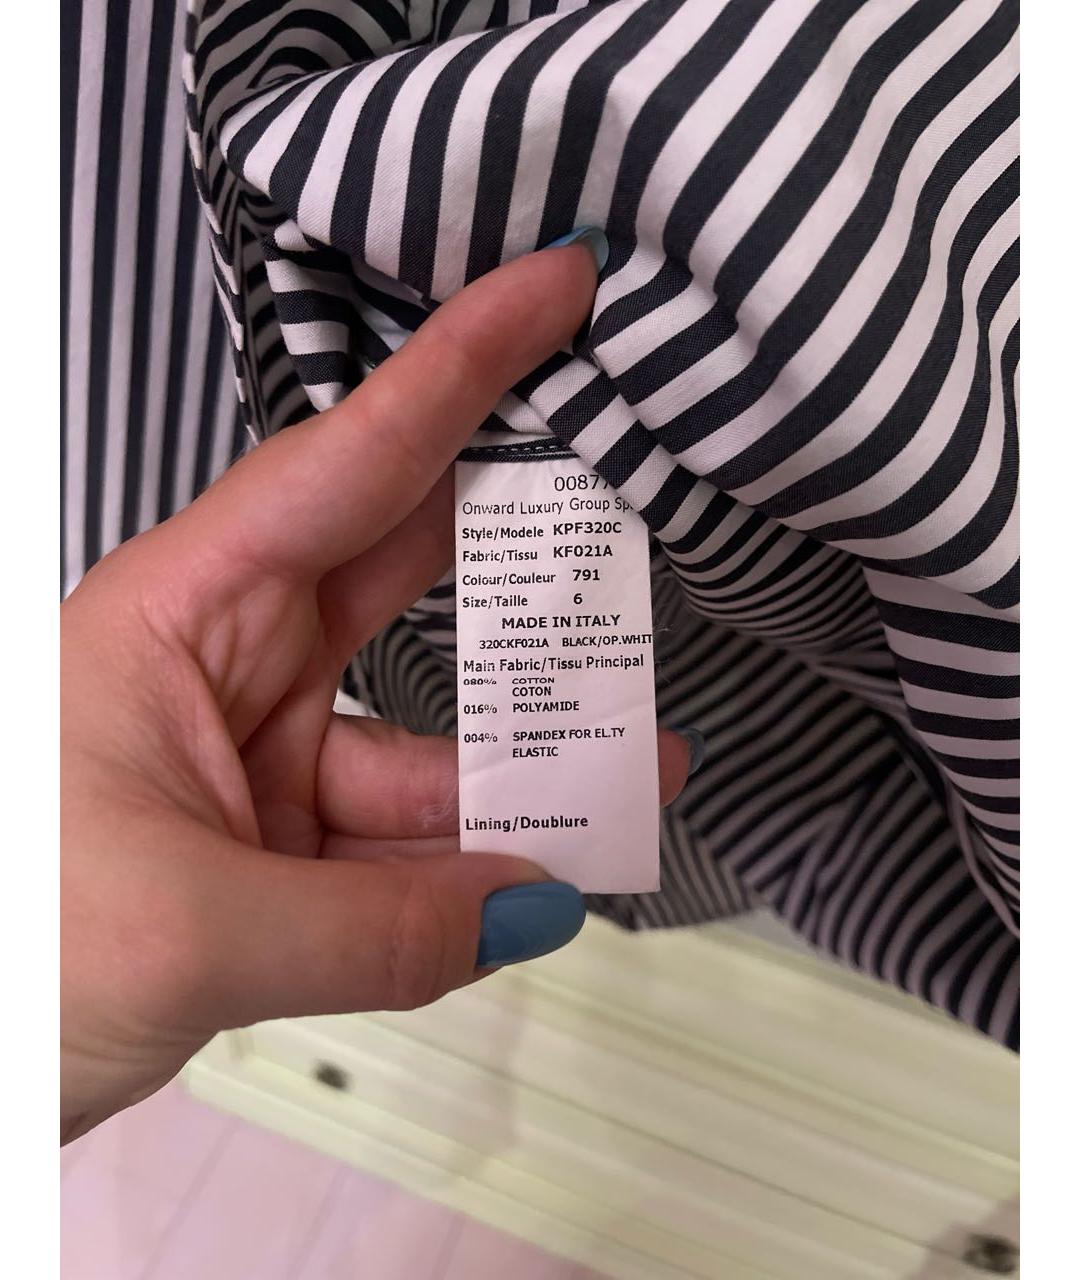 00877
Onward Luxury Group Sp
Style/Modele KPF320C
Fabric/Tissu KF021A
Colour/Couleur 791
Size/Taille 6
MADE IN ITALY
320CKF021A BLACK/OP.WHIT
Main Fabric/Tissu Principal
080% COTTON
COTON
016% POLYAMIDE
004% SPANDEX FOR EL.TY
ELASTIC
Lining/Doublure